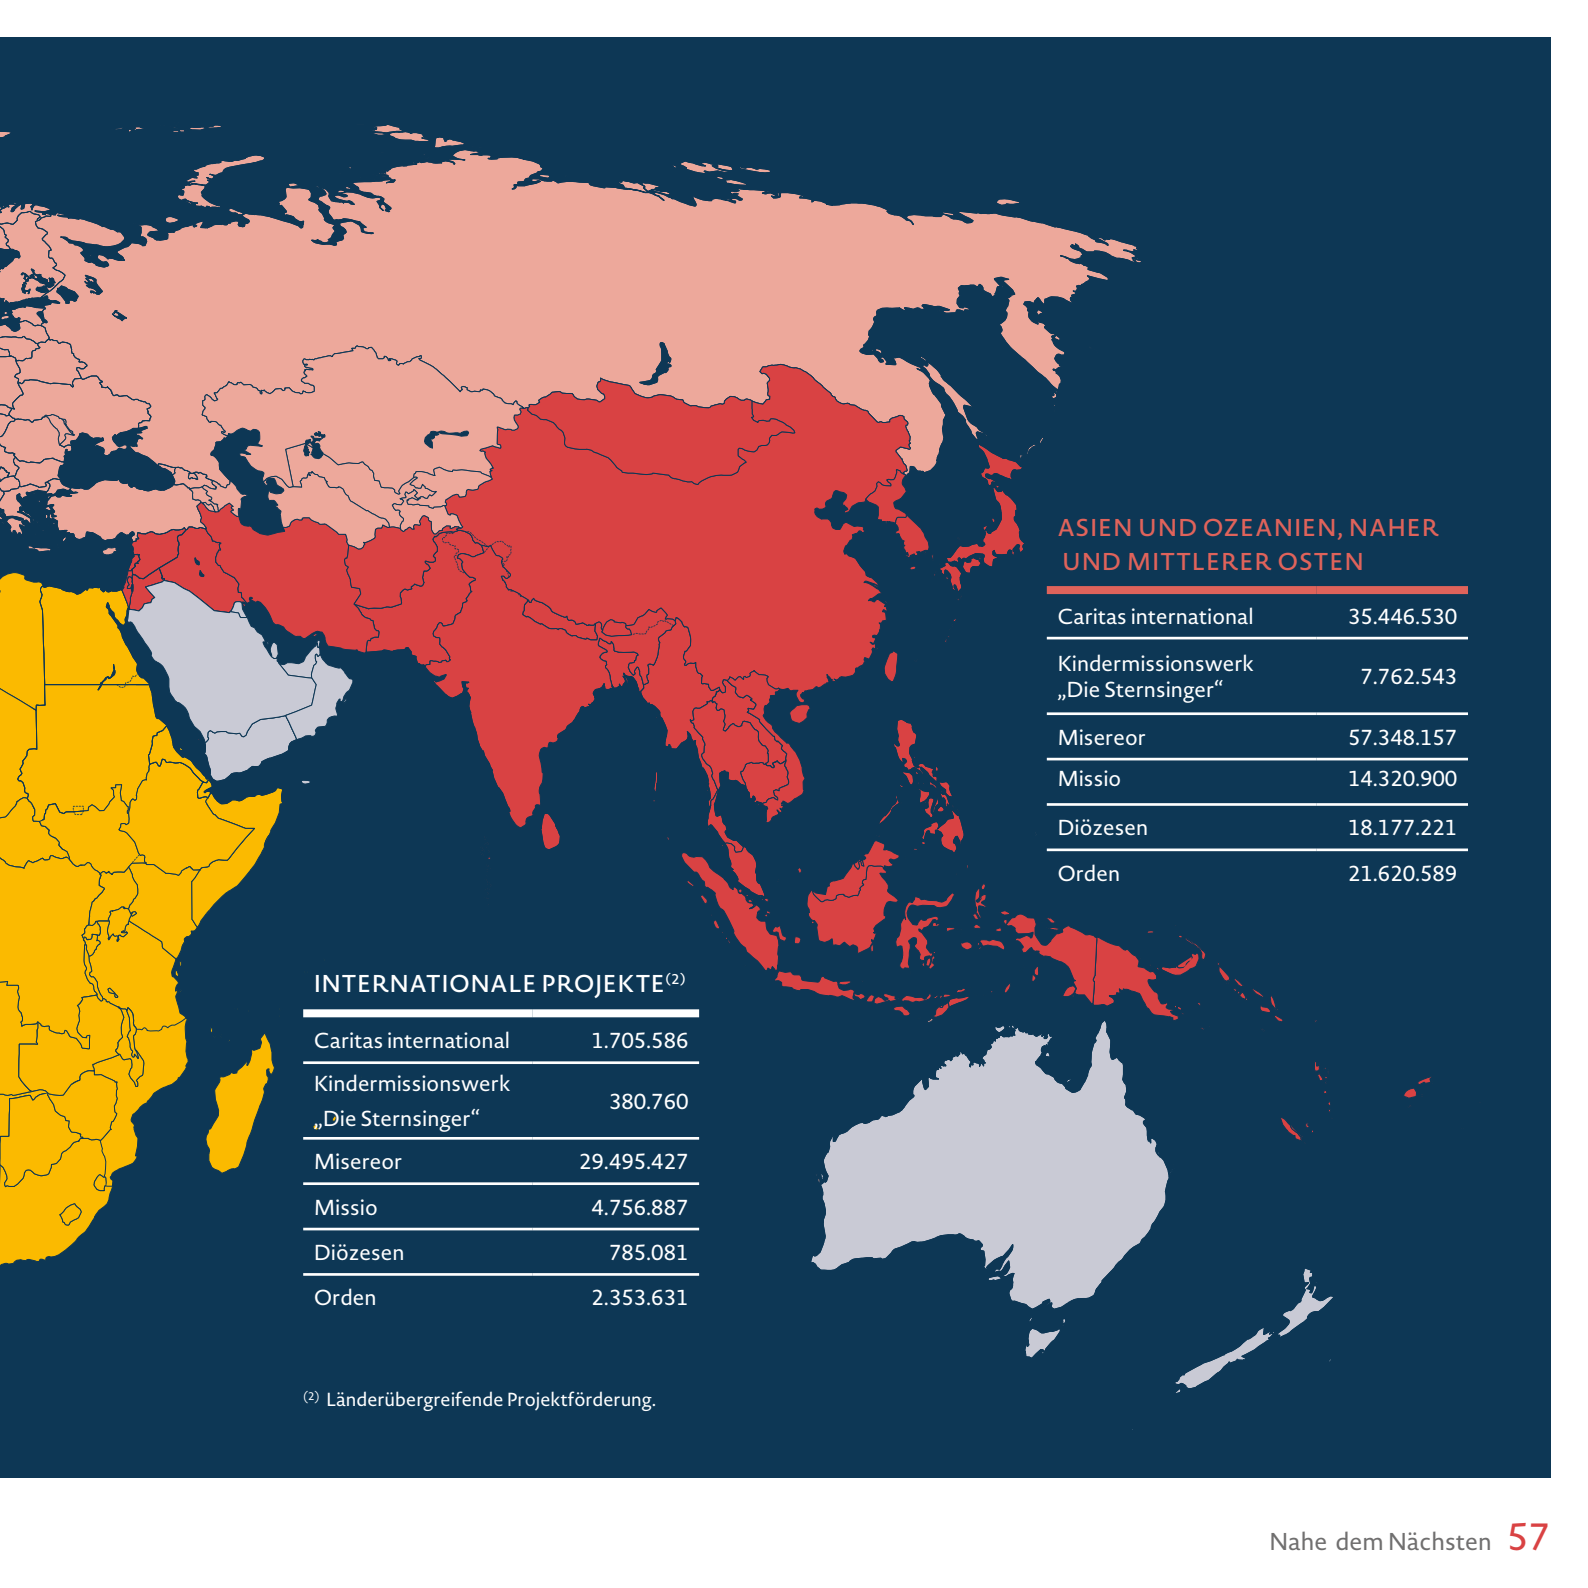 ASIEN UND OZEANIEN, NAHER
UND MITTLERER OSTEN
Caritas international 35.446.530
Kindermissionswerk
„Die Sternsinger“ 7.762.543
Misereor 57.348.157
Missio 14.320.900
Diözesen 18.177.221
Orden 21.620.589
INTERNATIONALE PROJEKTE(2)
Caritas international 1.705.586
Kindermissionswerk
„Die Sternsinger“ 380.760
Misereor 29.495.427
Missio 4.756.887
Diözesen 785.081
Orden 2.353.631
(2) Länderübergreifende Projektförderung.
Nahe dem Nächsten 57